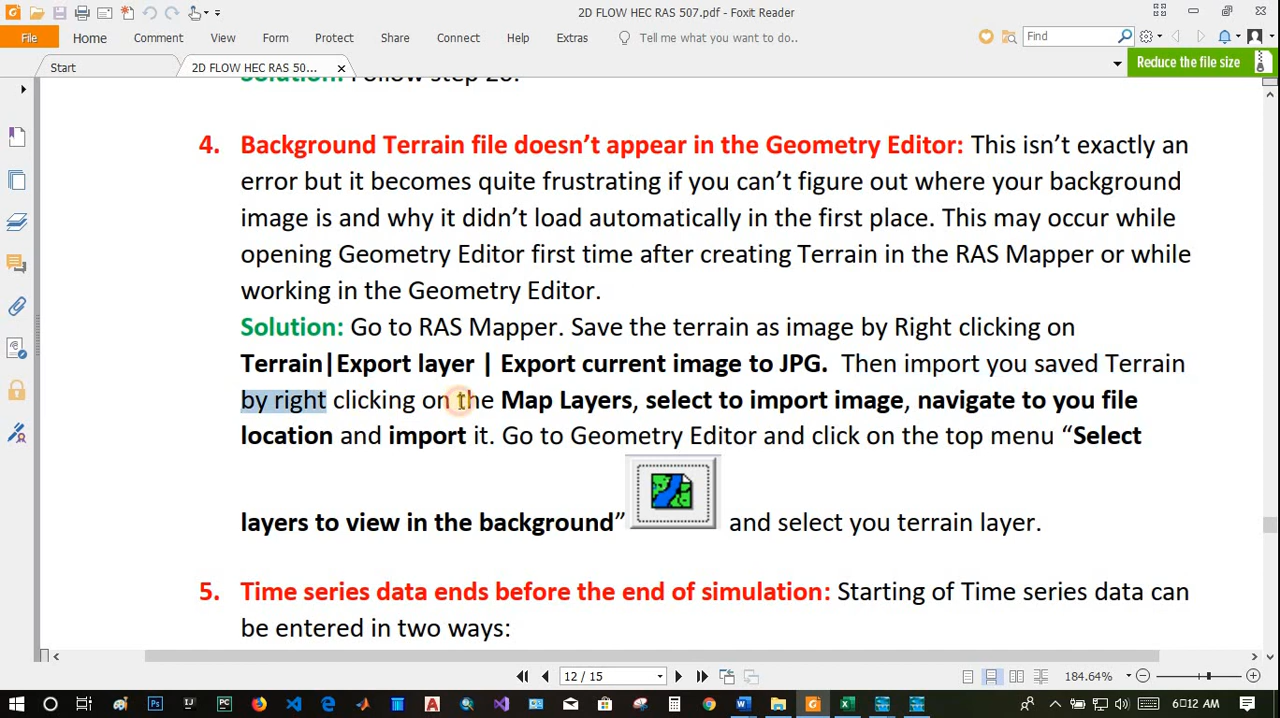 2D FLOW HEC RAS 507.pdf - Foxit Reader
File Home Comment View Form Protect Share Connect Help Extras Tell me what you want to do.. Find
Start 2D FLOW HEC RAS 50... Reduce the file size
Solution: Follow step 20.
4. Background Terrain file doesn't appear in the Geometry Editor: This isn't exactly an
error but it becomes quite frustrating if you can't figure out where your background
image is and why it didn't load automatically in the first place. This may occur while
opening Geometry Editor first time after creating Terrain in the RAS Mapper or while
working in the Geometry Editor.
Solution: Go to RAS Mapper. Save the terrain as image by Right clicking on
Terrain|Export layer | Export current image to JPG. Then import you saved Terrain
by right clicking on the Map Layers, select to import image, navigate to you file
location and import it. Go to Geometry Editor and click on the top menu “Select
layers to view in the background” and select you terrain layer.
5. Time series data ends before the end of simulation: Starting of Time series data can
be entered in two ways:
12 / 15 184.64%
6:12 AM